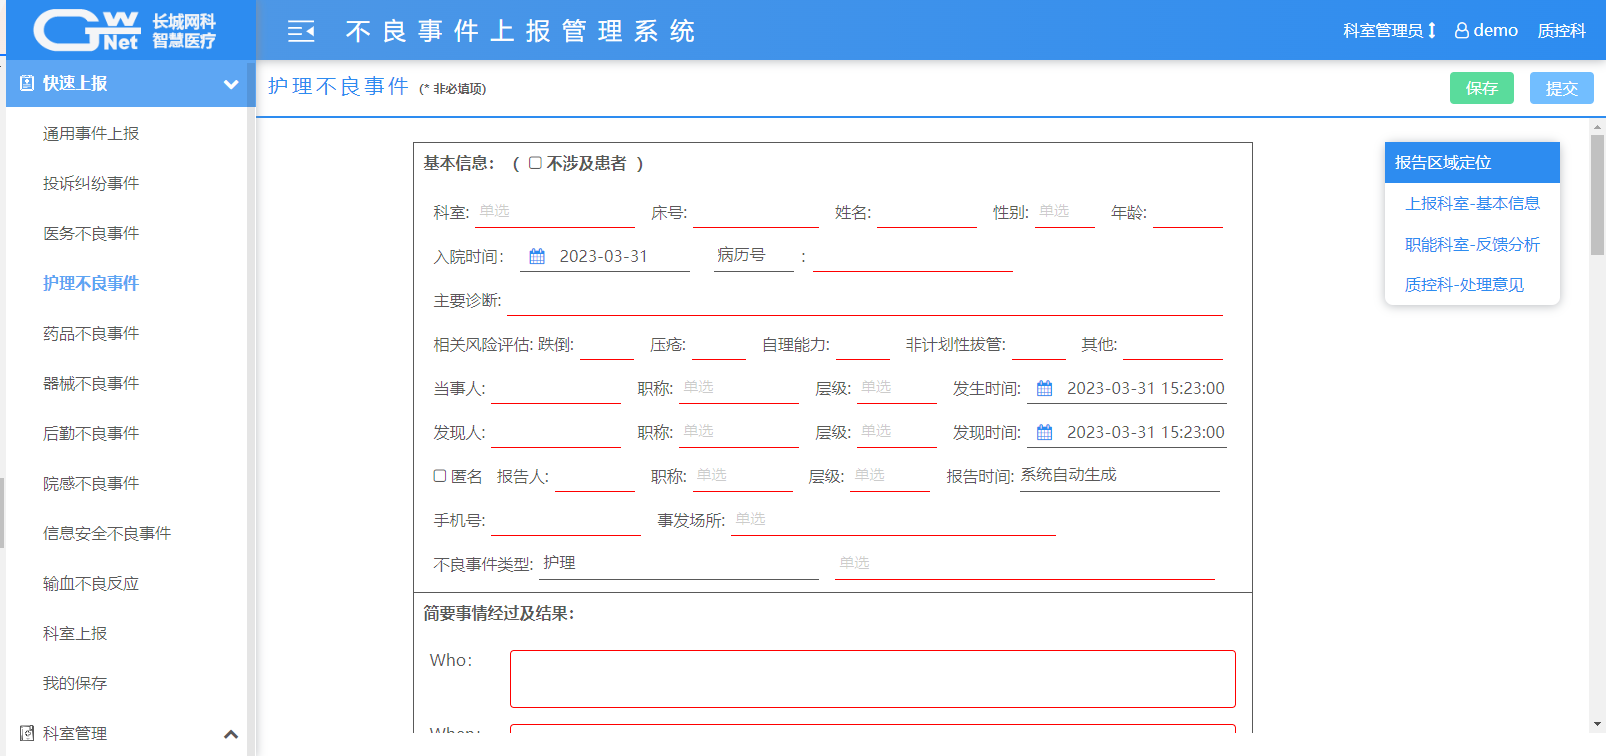 GW Net 长城网科
智慧医疗
不良事件上报管理系统
科室管理员 demo 质控科
快速上报
通用事件上报
投诉纠纷事件
医务不良事件
护理不良事件
药品不良事件
器械不良事件
后勤不良事件
院感不良事件
信息安全不良事件
输血不良反应
科室上报
我的保存
科室管理
护理不良事件 (* 非必填项)
保存 提交
基本信息： （ 不涉及患者 ）
科室: 单选 床号: 姓名: 性别: 单选 年龄:
入院时间： 2023-03-31 病历号 :
主要诊断:
相关风险评估: 跌倒: 压疮: 自理能力: 非计划性拔管: 其他:
当事人: 职称: 单选 层级: 单选 发生时间: 2023-03-31 15:23:00
发现人: 职称: 单选 层级: 单选 发现时间: 2023-03-31 15:23:00
匿名 报告人: 职称: 单选 层级: 单选 报告时间: 系统自动生成
手机号: 事发场所: 单选
不良事件类型: 护理 单选
简要事情经过及结果：
Who：
When：
报告区域定位
上报科室-基本信息
职能科室-反馈分析
质控科-处理意见